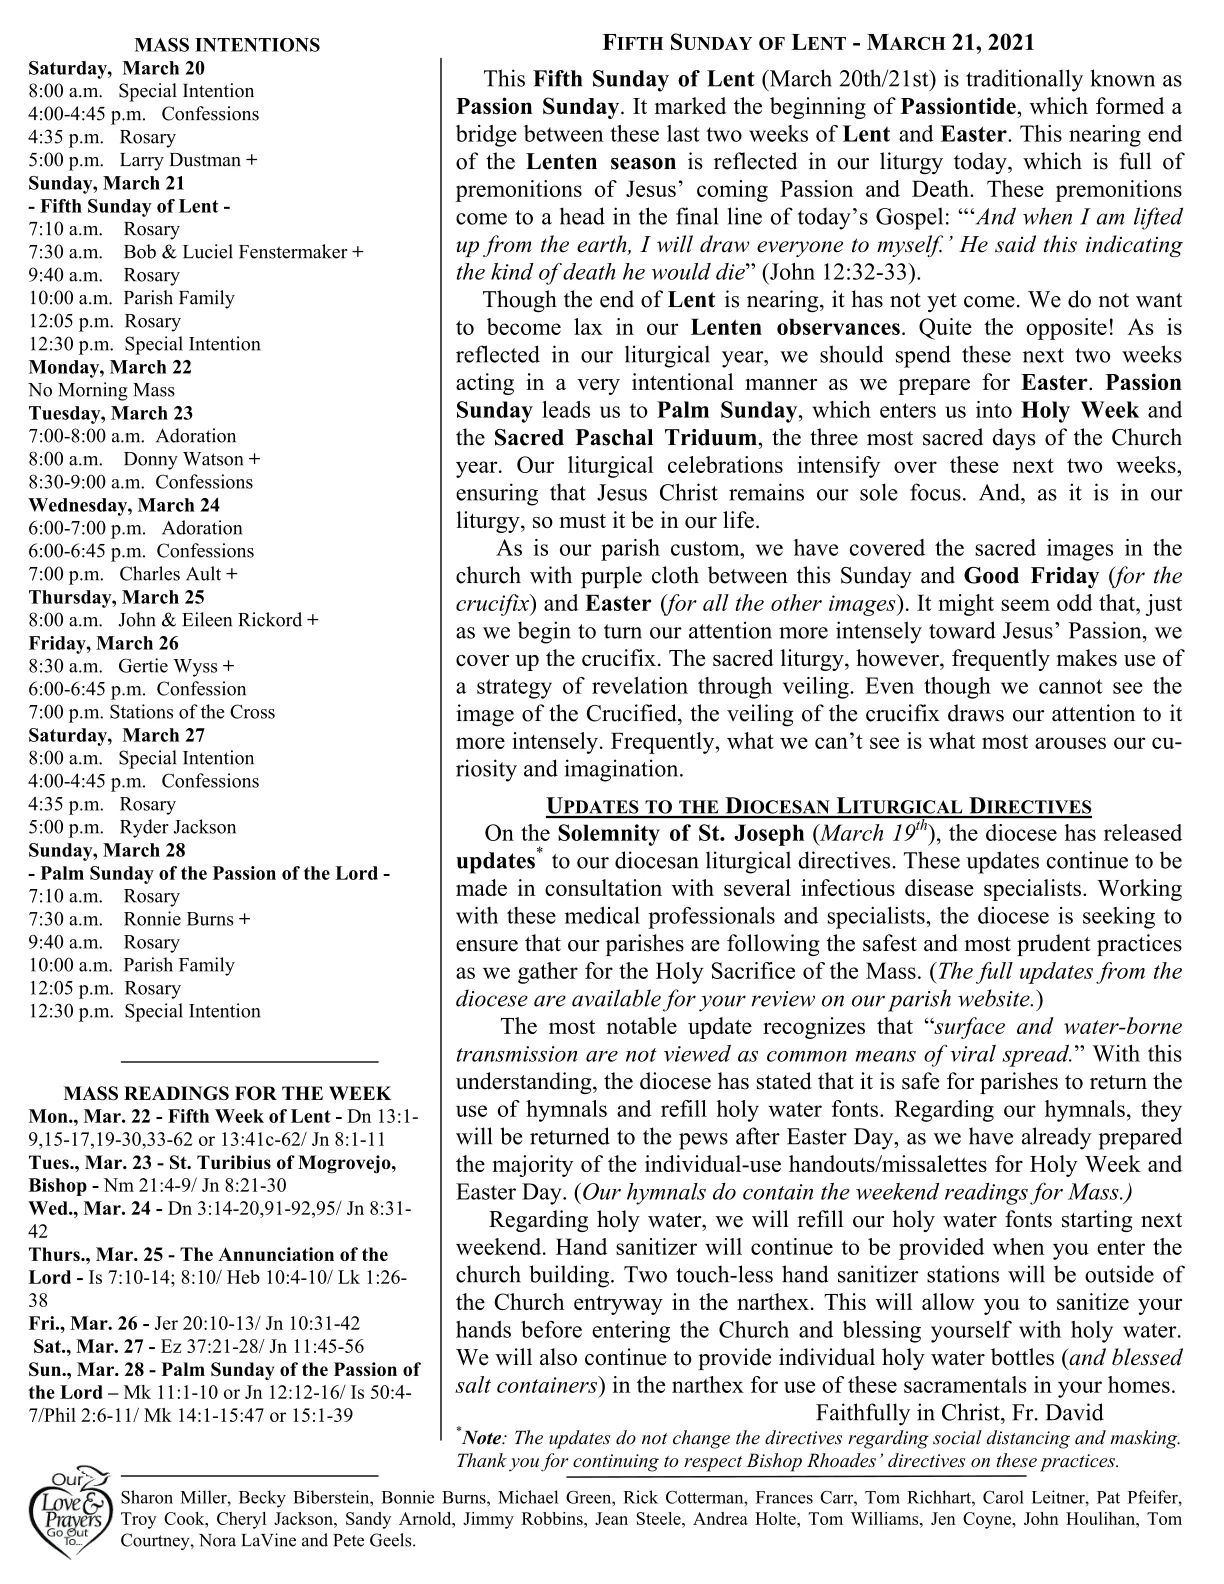 MASS INTENTIONS
Saturday,  March 20
8:00 a.m.   Special Intention
4:00-4:45 p.m.   Confessions
4:35 p.m.   Rosary
5:00 p.m.   Larry Dustman +
Sunday, March 21
- Fifth Sunday of Lent -
7:10 a.m.    Rosary
7:30 a.m.    Bob & Luciel Fenstermaker +
9:40 a.m.    Rosary
10:00 a.m.  Parish Family
12:05 p.m.  Rosary
12:30 p.m.  Special Intention
Monday, March 22
No Morning Mass
Tuesday, March 23
7:00-8:00 a.m.  Adoration
8:00 a.m.    Donny Watson +
8:30-9:00 a.m.  Confessions
Wednesday, March 24
6:00-7:00 p.m.   Adoration
6:00-6:45 p.m.  Confessions
7:00 p.m.   Charles Ault +
Thursday, March 25
8:00 a.m.   John & Eileen Rickord +
Friday, March 26
8:30 a.m.   Gertie Wyss +
6:00-6:45 p.m.  Confession
7:00 p.m. Stations of the Cross
Saturday,  March 27
8:00 a.m.   Special Intention
4:00-4:45 p.m.   Confessions
4:35 p.m.   Rosary
5:00 p.m.   Ryder Jackson
Sunday, March 28
- Palm Sunday of the Passion of the Lord -
7:10 a.m.    Rosary
7:30 a.m.    Ronnie Burns +
9:40 a.m.    Rosary
10:00 a.m.  Parish Family
12:05 p.m.  Rosary
12:30 p.m.  Special Intention
MASS READINGS FOR THE WEEK
Mon., Mar. 22 - Fifth Week of Lent - Dn 13:1-
9,15-17,19-30,33-62 or 13:41c-62/ Jn 8:1-11
Tues., Mar. 23 - St. Turibius of Mogrovejo,
Bishop - Nm 21:4-9/ Jn 8:21-30
Wed., Mar. 24 - Dn 3:14-20,91-92,95/ Jn 8:31-
42
Thurs., Mar. 25 - The Annunciation of the
Lord - Is 7:10-14; 8:10/ Heb 10:4-10/ Lk 1:26-
38
Fri., Mar. 26 - Jer 20:10-13/ Jn 10:31-42
Sat., Mar. 27 - Ez 37:21-28/ Jn 11:45-56
Sun., Mar. 28 - Palm Sunday of the Passion of
the Lord – Mk 11:1-10 or Jn 12:12-16/ Is 50:4-
7/Phil 2:6-11/ Mk 14:1-15:47 or 15:1-39
FIFTH SUNDAY OF LENT - MARCH 21, 2021
This Fifth Sunday of Lent (March 20th/21st) is traditionally known as
Passion Sunday. It marked the beginning of Passiontide, which formed a
bridge between these last two weeks of Lent and Easter. This nearing end
of the Lenten season is reflected in our liturgy today, which is full of
premonitions of Jesus’ coming Passion and Death. These premonitions
come to a head in the final line of today’s Gospel: “‘And when I am lifted
up from the earth, I will draw everyone to myself.’ He said this indicating
the kind of death he would die” (John 12:32-33).
Though the end of Lent is nearing, it has not yet come. We do not want
to become lax in our Lenten observances. Quite the opposite! As is
reflected in our liturgical year, we should spend these next two weeks
acting in a very intentional manner as we prepare for Easter. Passion
Sunday leads us to Palm Sunday, which enters us into Holy Week and
the Sacred Paschal Triduum, the three most sacred days of the Church
year. Our liturgical celebrations intensify over these next two weeks,
ensuring that Jesus Christ remains our sole focus. And, as it is in our
liturgy, so must it be in our life.
As is our parish custom, we have covered the sacred images in the
church with purple cloth between this Sunday and Good Friday (for the
crucifix) and Easter (for all the other images). It might seem odd that, just
as we begin to turn our attention more intensely toward Jesus’ Passion, we
cover up the crucifix. The sacred liturgy, however, frequently makes use of
a strategy of revelation through veiling. Even though we cannot see the
image of the Crucified, the veiling of the crucifix draws our attention to it
more intensely. Frequently, what we can’t see is what most arouses our cu-
riosity and imagination.
UPDATES TO THE DIOCESAN LITURGICAL DIRECTIVES
On the Solemnity of St. Joseph (March 19th), the diocese has released
updates* to our diocesan liturgical directives. These updates continue to be
made in consultation with several infectious disease specialists. Working
with these medical professionals and specialists, the diocese is seeking to
ensure that our parishes are following the safest and most prudent practices
as we gather for the Holy Sacrifice of the Mass. (The full updates from the
diocese are available for your review on our parish website.)
The most notable update recognizes that “surface and water-borne
transmission are not viewed as common means of viral spread.” With this
understanding, the diocese has stated that it is safe for parishes to return the
use of hymnals and refill holy water fonts. Regarding our hymnals, they
will be returned to the pews after Easter Day, as we have already prepared
the majority of the individual-use handouts/missalettes for Holy Week and
Easter Day. (Our hymnals do contain the weekend readings for Mass.)
Regarding holy water, we will refill our holy water fonts starting next
weekend. Hand sanitizer will continue to be provided when you enter the
church building. Two touch-less hand sanitizer stations will be outside of
the Church entryway in the narthex. This will allow you to sanitize your
hands before entering the Church and blessing yourself with holy water.
We will also continue to provide individual holy water bottles (and blessed
salt containers) in the narthex for use of these sacramentals in your homes.
Faithfully in Christ, Fr. David
*Note: The updates do not change the directives regarding social distancing and masking.
Thank you for continuing to respect Bishop Rhoades’ directives on these practices.
Our
Love &
Prayers
Go Out
To...
Sharon Miller, Becky Biberstein, Bonnie Burns, Michael Green, Rick Cotterman, Frances Carr, Tom Richhart, Carol Leitner, Pat Pfeifer,
Troy Cook, Cheryl Jackson, Sandy Arnold, Jimmy Robbins, Jean Steele, Andrea Holte, Tom Williams, Jen Coyne, John Houlihan, Tom
Courtney, Nora LaVine and Pete Geels.